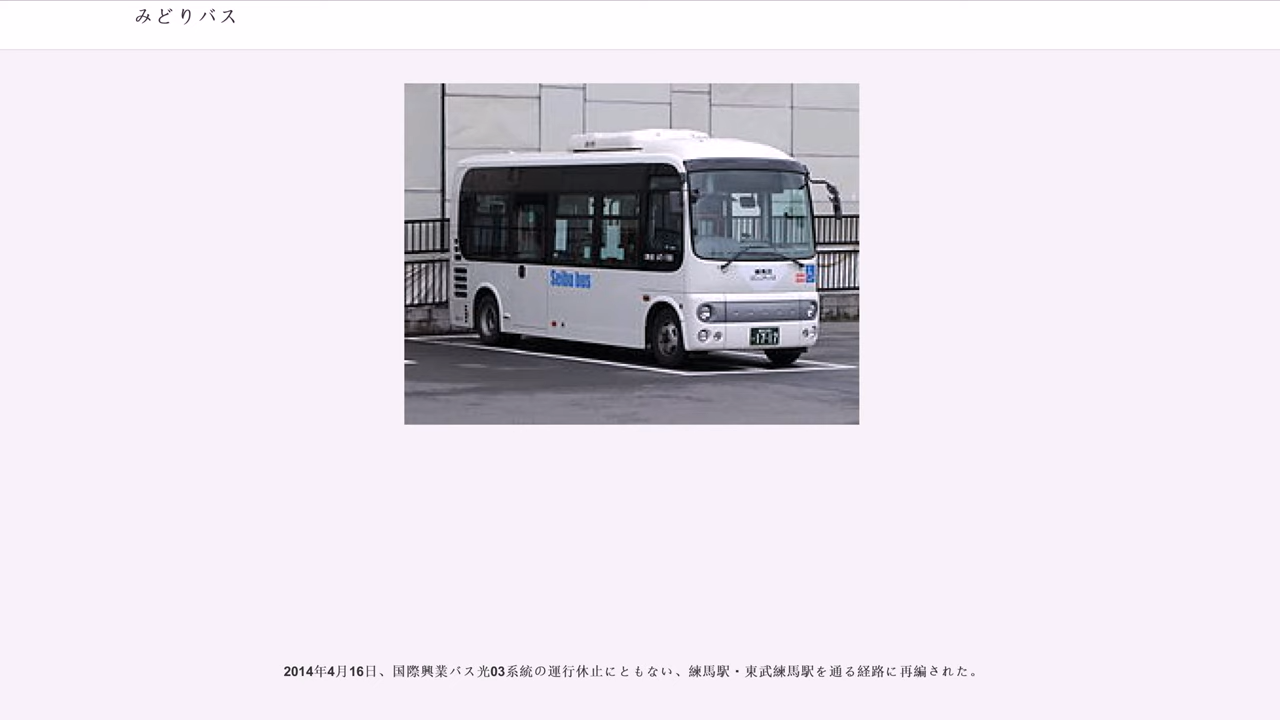 みどりバス
Seibu bus
17-17
2014年4月16日、国際興業バス光03系統の運行休止にともない、練馬駅・東武練馬駅を通る経路に再編された。